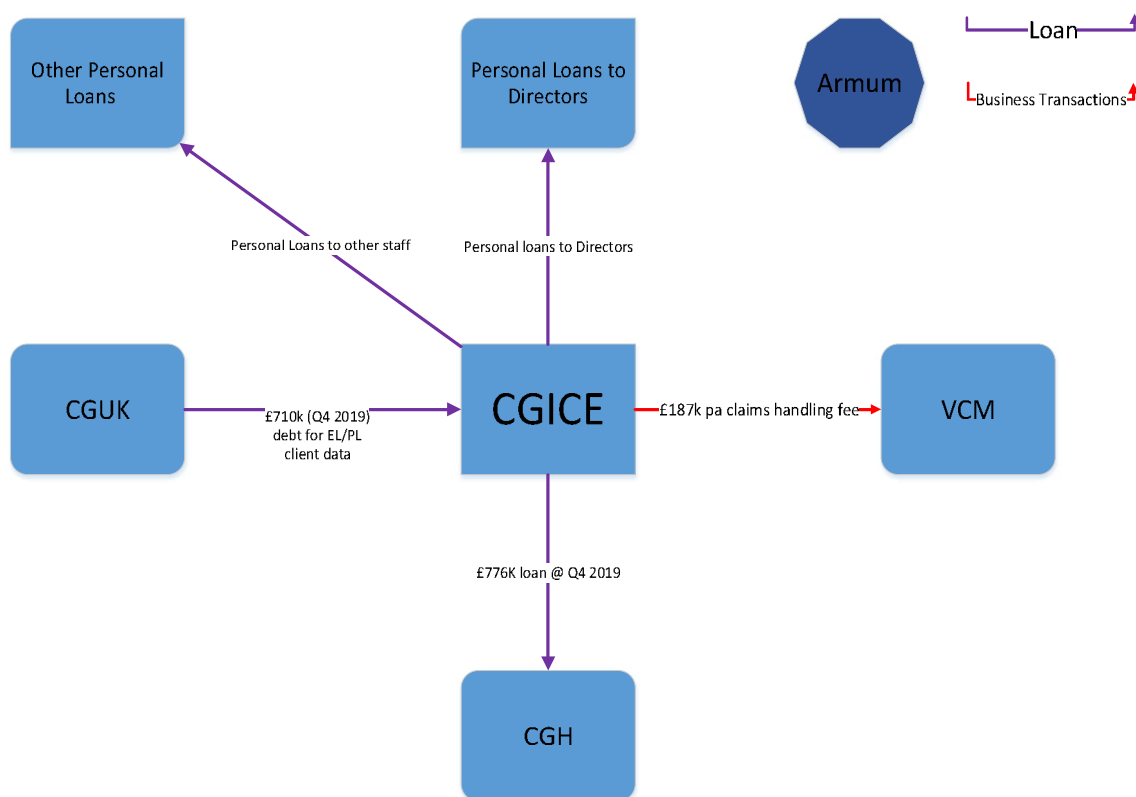 Other Personal
Loans
Personal Loans to
Directors
Armum
Loan
Business Transactions
Personal Loans to other staff
Personal loans to Directors
CGUK
£710k (Q4 2019)
debt for EL/PL
client data
CGICE
£187k pa claims handling fee
VCM
£776K loan @ Q4 2019
CGH